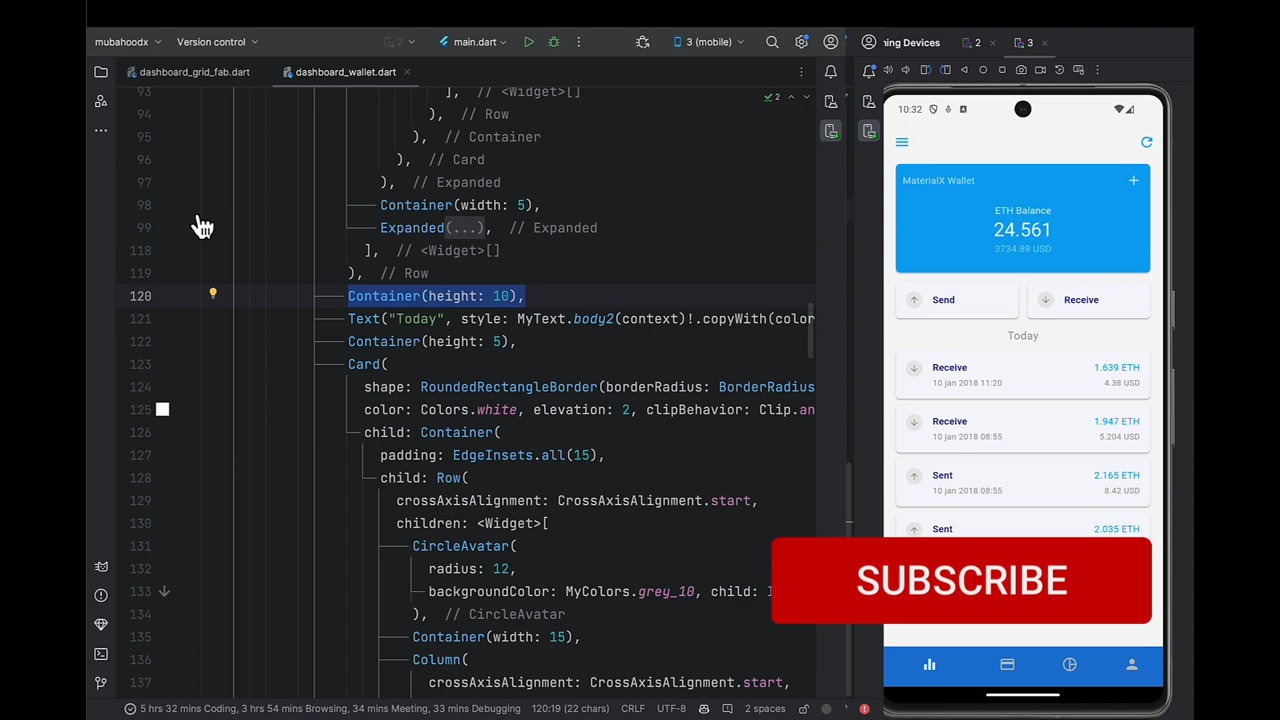 mubahoodx
Version control
2
main.dart
3 (mobile)
Running Devices
2
3
dashboard_grid_fab.dart
dashboard_wallet.dart
2
93 ], // <Widget>[]
94 ), // Row
95 ), // Container
96 ), // Card
97 ), // Expanded
98 Container(width: 5),
99 Expanded(...), // Expanded
118 ], // <Widget>[]
119 ), // Row
120 Container(height: 10),
121 Text("Today", style: MyText.body2(context)!.copyWith(color
122 Container(height: 5),
123 Card(
124 shape: RoundedRectangleBorder(borderRadius: BorderRadius
125 color: Colors.white, elevation: 2, clipBehavior: Clip.an
126 child: Container(
127 padding: EdgeInsets.all(15),
128 child: Row(
129 crossAxisAlignment: CrossAxisAlignment.start,
130 children: <Widget>[
131 CircleAvatar(
132 radius: 12,
133 backgroundColor: MyColors.grey_10, child:
134 ), // CircleAvatar
135 Container(width: 15),
136 Column(
137 crossAxisAlignment: CrossAxisAlignment.start,
5 hrs 32 mins Coding, 3 hrs 54 mins Browsing, 34 mins Meeting, 33 mins Debugging
120:19 (22 chars)
CRLF
UTF-8
2 spaces
10:32
MaterialX Wallet
ETH Balance
24.561
3734.89 USD
Send
Receive
Today
Receive 1.639 ETH
10 jan 2018 11:20 4.38 USD
Receive 1.947 ETH
10 jan 2018 08:55 5.204 USD
Sent 2.165 ETH
10 jan 2018 08:55 8.42 USD
Sent 2.035 ETH
SUBSCRIBE